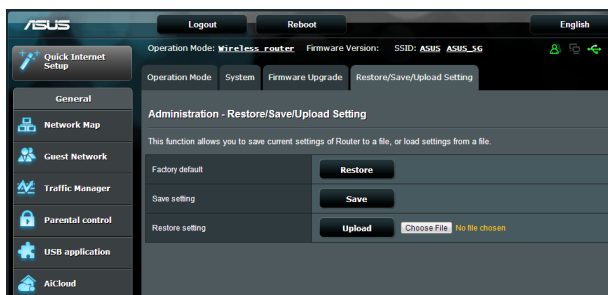 ASUS Logout Reboot English
Quick Internet Setup
Operation Mode: Wireless router Firmware Version: SSID: ASUS ASUS_5G
Operation Mode System Firmware Upgrade Restore/Save/Upload Setting
General
Network Map
Guest Network
Traffic Manager
Parental control
USB application
AiCloud
Administration - Restore/Save/Upload Setting
This function allows you to save current settings of Router to a file, or load settings from a file.
Factory default Restore
Save setting Save
Restore setting Upload Choose File No file chosen